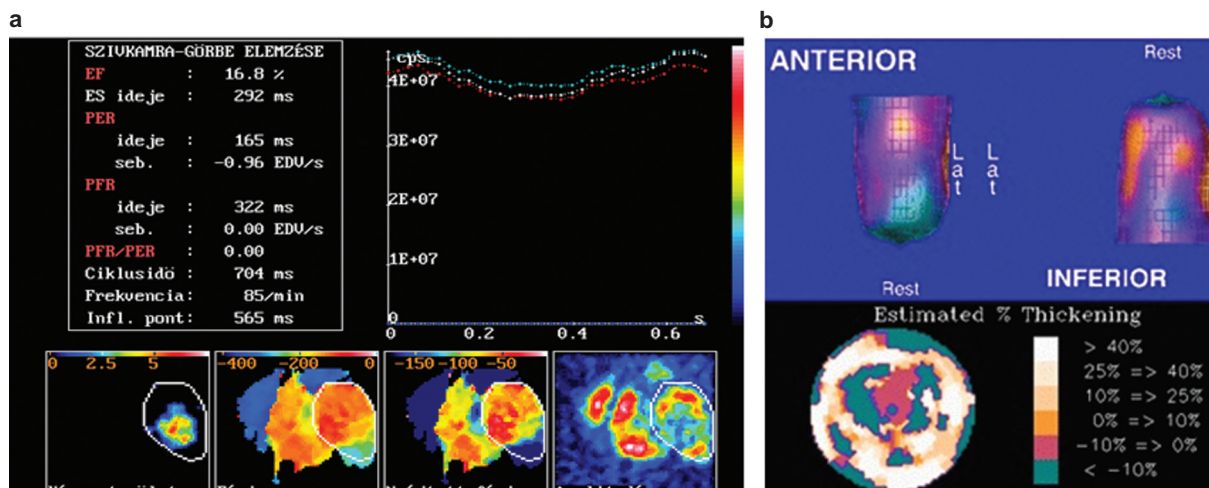 a
SZIVKAMRA-GÖRBE ELEMZÉSE
EF : 16.8 %
ES ideje : 292 ms
PER
ideje : 165 ms
seb. : -0.96 EDV/s
PFR
ideje : 322 ms
seb. : 0.00 EDV/s
PFR/PER : 0.00
Ciklusidö : 704 ms
Frekvencia: 85/min
Infl. pont: 565 ms
cps
4E+07
3E+07
2E+07
1E+07
0
0 0.2 0.4 0.6 s
0 2.5 5
-400 -200 0
-150 -100 -50
b
ANTERIOR
Rest
Lat
Lat
Rest
INFERIOR
Estimated % Thickening
> 40%
25% => 40%
10% => 25%
0% => 10%
-10% => 0%
< -10%